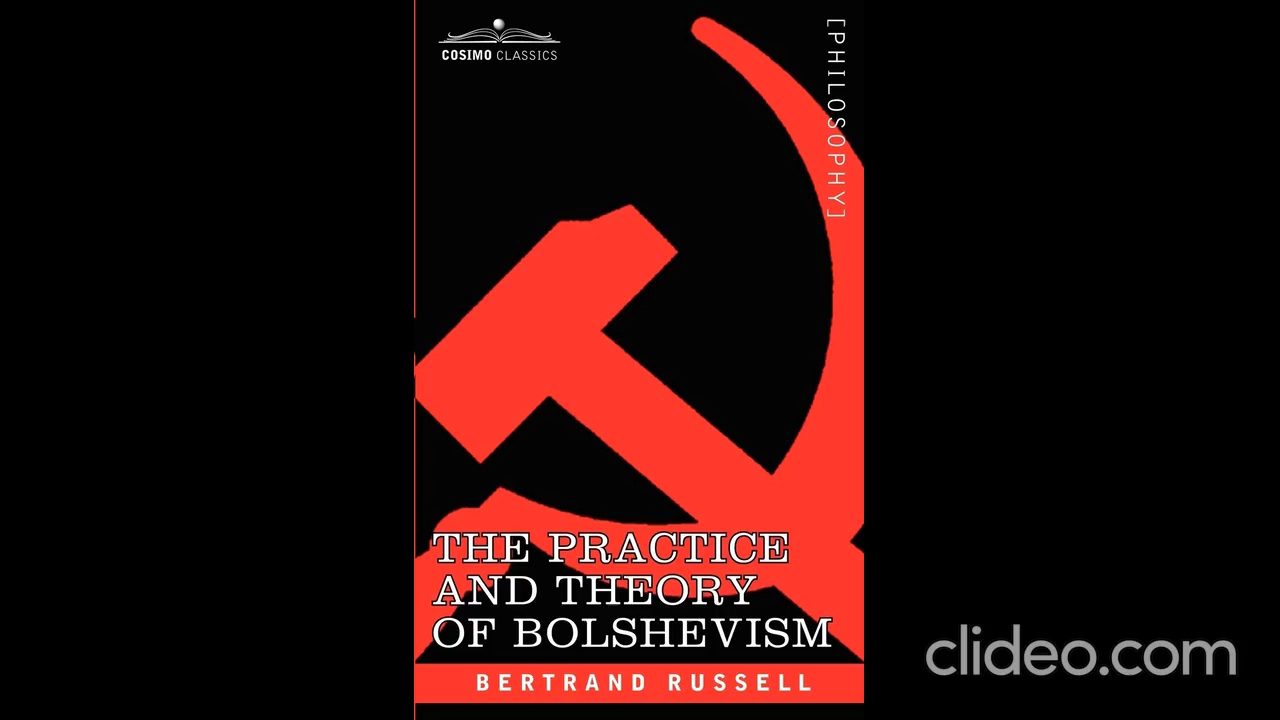 COSIMO CLASSICS
[PHILOSOPHY]
THE PRACTICE
AND THEORY
OF BOLSHEVISM
BERTRAND RUSSELL
clideo.com